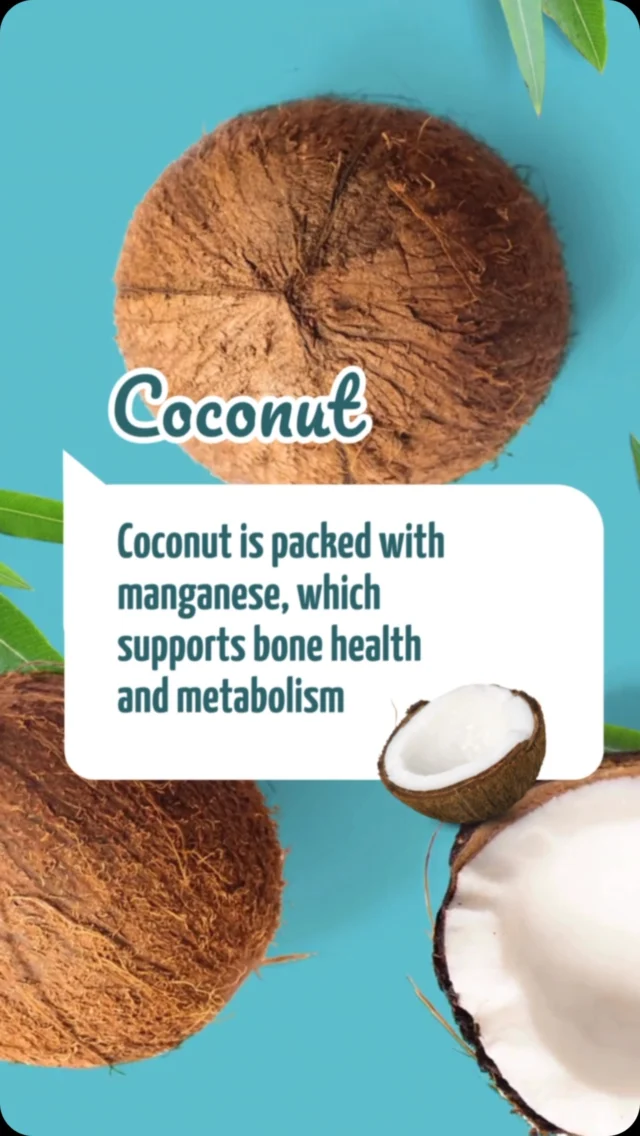 Coconut
Coconut is packed with
manganese, which
supports bone health
and metabolism